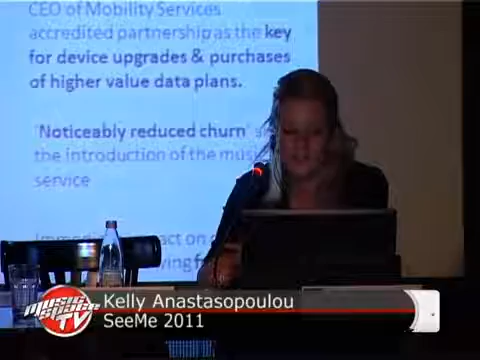 CEO of Mobility Services
accredited partnership as the key
for device upgrades & purchases
of higher value data plans.
'Noticeably reduced churn'
the introduction of the
service
MUSIC
SPACE
TV
Kelly Anastasopoulou
SeeMe 2011